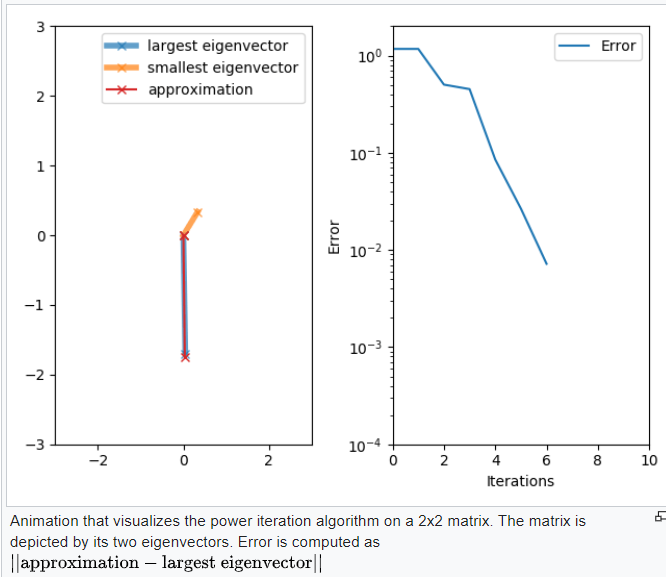 3
2
1
0
−1
−2
−3
−2
0
2
largest eigenvector
smallest eigenvector
approximation
Error
10⁰
10⁻¹
10⁻²
10⁻³
10⁻⁴
Error
0
2
4
6
8
10
Iterations
Animation that visualizes the power iteration algorithm on a 2x2 matrix. The matrix is
depicted by its two eigenvectors. Error is computed as
||approximation − largest eigenvector||